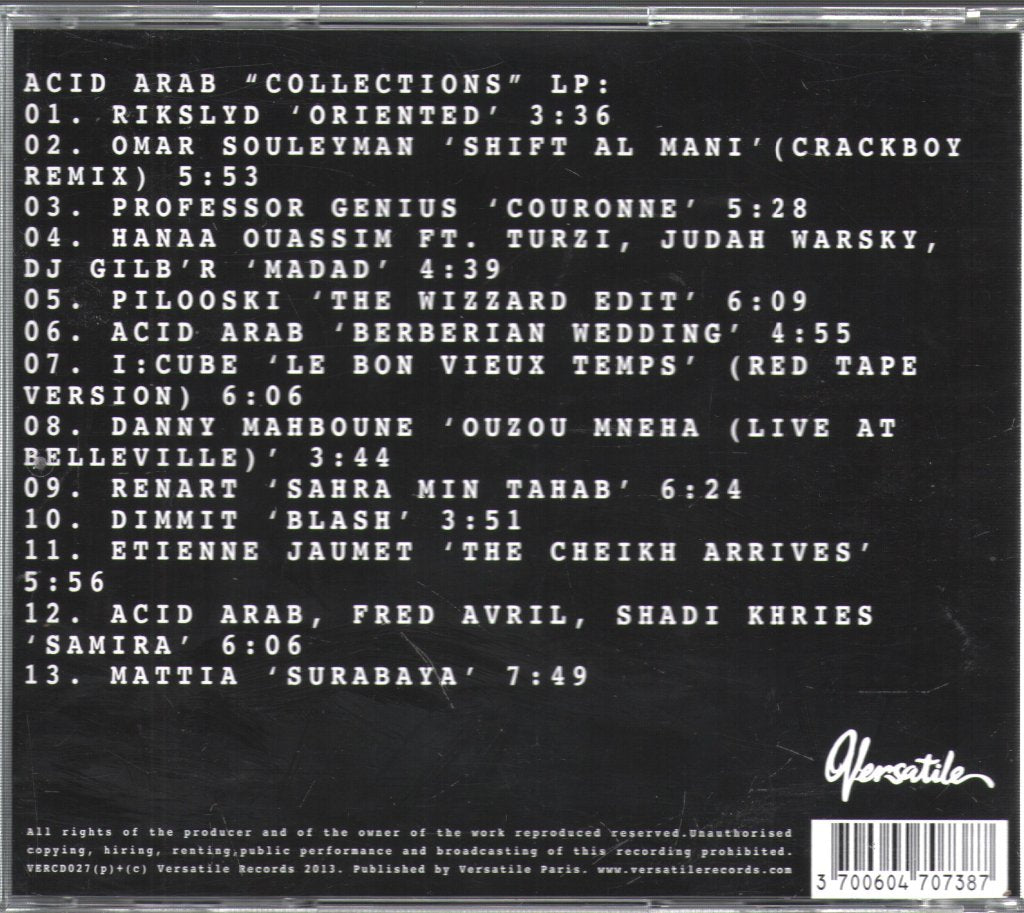 ACID ARAB “COLLECTIONS” LP:
01. RIKSLYD ‘ORIENTED’ 3:36
02. OMAR SOULEYMAN ‘SHIFT AL MANI’(CRACKBOY
REMIX) 5:53
03. PROFESSOR GENIUS ‘COURONNE’ 5:28
04. HANAA OUASSIM FT. TURZI, JUDAH WARSKY,
DJ GILB’R ‘MADAD’ 4:39
05. PILOOSKI ‘THE WIZZARD EDIT’ 6:09
06. ACID ARAB ‘BERBERIAN WEDDING’ 4:55
07. I:CUBE ‘LE BON VIEUX TEMPS’ (RED TAPE
VERSION) 6:06
08. DANNY MAHBOUNE ‘OUZOU MNEHA (LIVE AT
BELLEVILLE)’ 3:44
09. RENART ‘SAHRA MIN TAHAB’ 6:24
10. DIMMIT ‘BLASH’ 3:51
11. ETIENNE JAUMET ‘THE CHEIKH ARRIVES’
5:56
12. ACID ARAB, FRED AVRIL, SHADI KHRIES
‘SAMIRA’ 6:06
13. MATTIA ‘SURABAYA’ 7:49
Versatile
All rights of the producer and of the owner of the work reproduced reserved.Unauthorised
copying, hiring, renting,public performance and broadcasting of this recording prohibited.
VERCD027(p)+(c) Versatile Records 2013. Published by Versatile Paris. www.versatilerecords.com
3 700604 707387